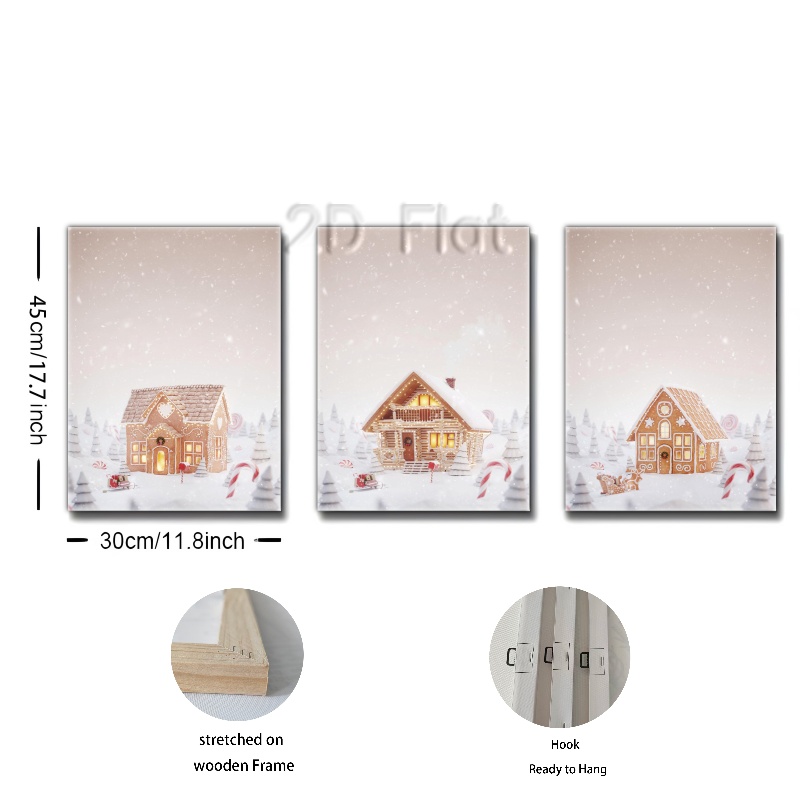 2D Flat
45cm/17.7inch
30cm/11.8inch
stretched on
wooden Frame
Hook
Ready to Hang